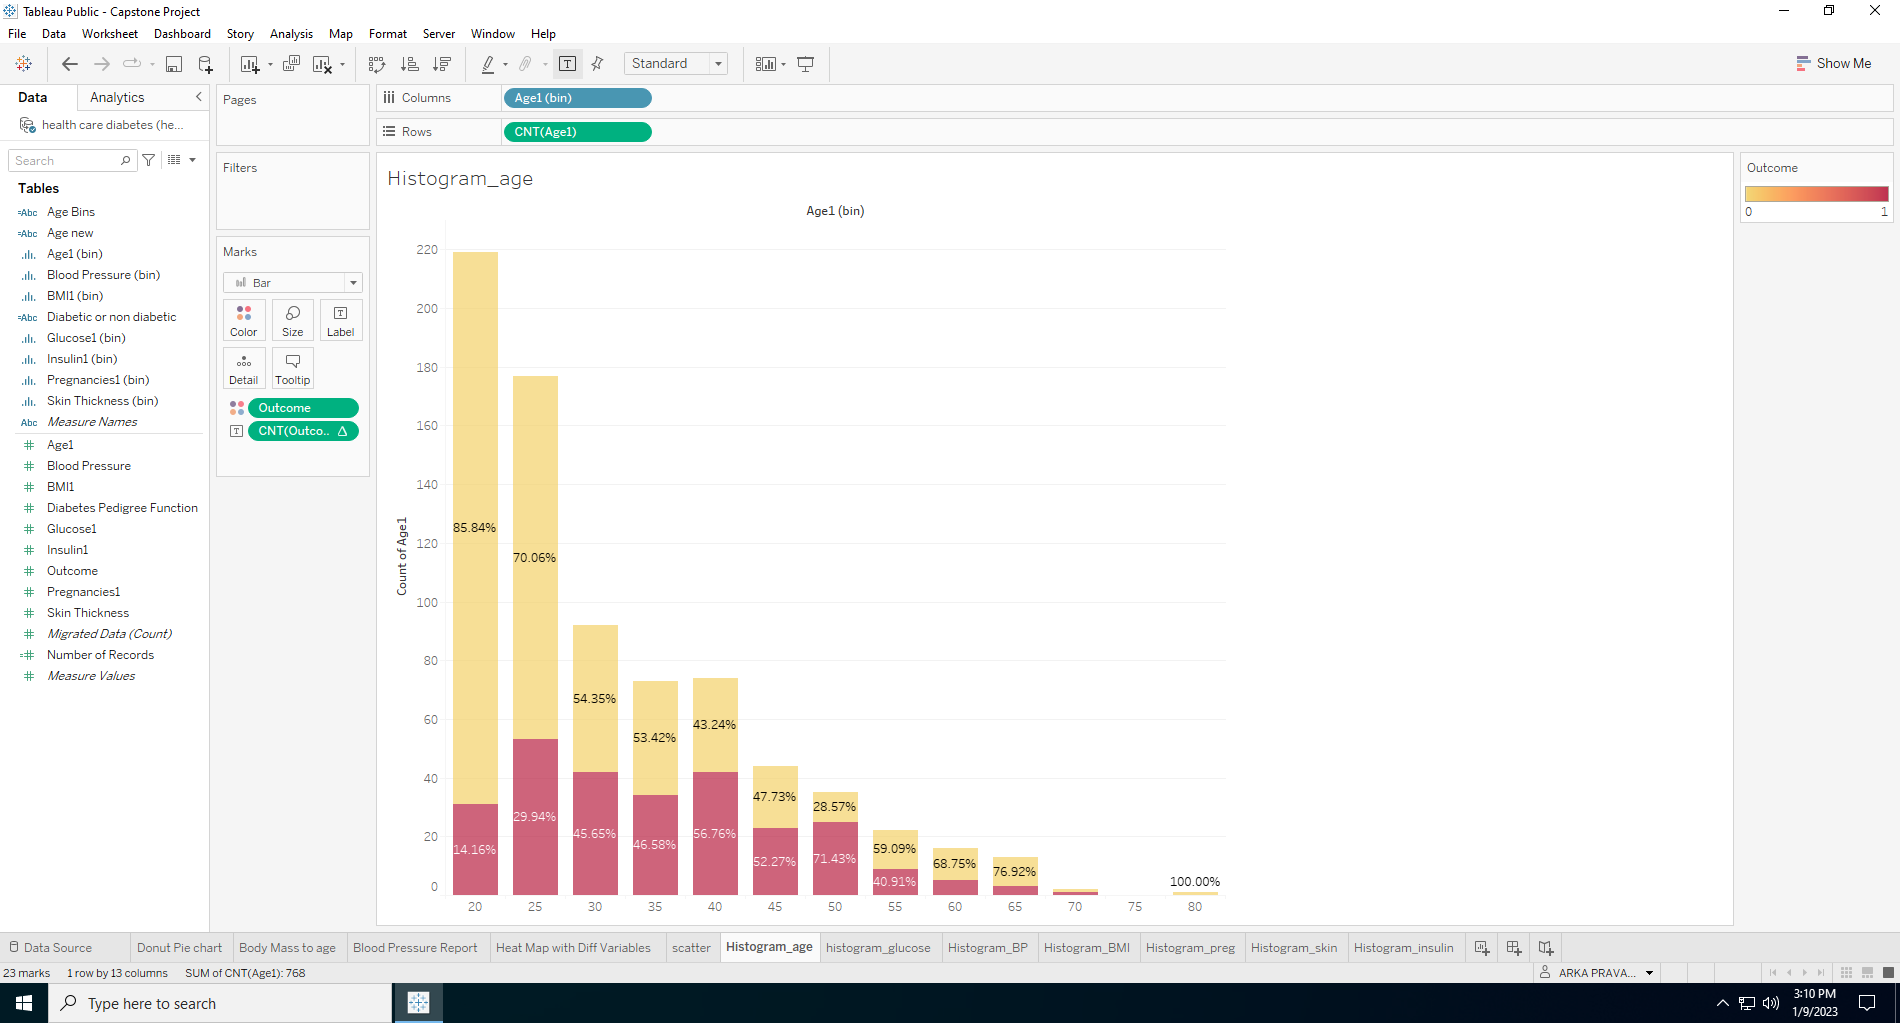 Tableau Public - Capstone Project
File Data Worksheet Dashboard Story Analysis Map Format Server Window Help
Standard
Show Me
Data Analytics
health care diabetes (he...
Search
Tables
Abc Age Bins
Abc Age new
Age1 (bin)
Blood Pressure (bin)
BMI1 (bin)
Abc Diabetic or non diabetic
Glucose1 (bin)
Insulin1 (bin)
Pregnancies1 (bin)
Skin Thickness (bin)
Abc Measure Names
Age1
Blood Pressure
BMI1
Diabetes Pedigree Function
Glucose1
Insulin1
Outcome
Pregnancies1
Skin Thickness
Migrated Data (Count)
Number of Records
Measure Values
Pages
Filters
Marks
Bar
Color Size Label
Detail Tooltip
Outcome
CNT(Outco..
Columns Age1 (bin)
Rows CNT(Age1)
Histogram_age
Age1 (bin)
Count of Age1
220
200
180
160
140
120
100
80
60
40
20
0
85.84%
70.06%
54.35%
53.42%
43.24%
47.73%
28.57%
59.09%
68.75%
76.92%
100.00%
14.16%
29.94%
45.65%
46.58%
56.76%
52.27%
71.43%
40.91%
20 25 30 35 40 45 50 55 60 65 70 75 80
Outcome
0 1
Data Source Donut Pie chart Body Mass to age Blood Pressure Report Heat Map with Diff Variables scatter Histogram_age histogram_glucose Histogram_BP Histogram_BMI Histogram_preg Histogram_skin Histogram_insulin
23 marks 1 row by 13 columns SUM of CNT(Age1): 768
ARKA PRAVA...
Type here to search
3:10 PM
1/9/2023